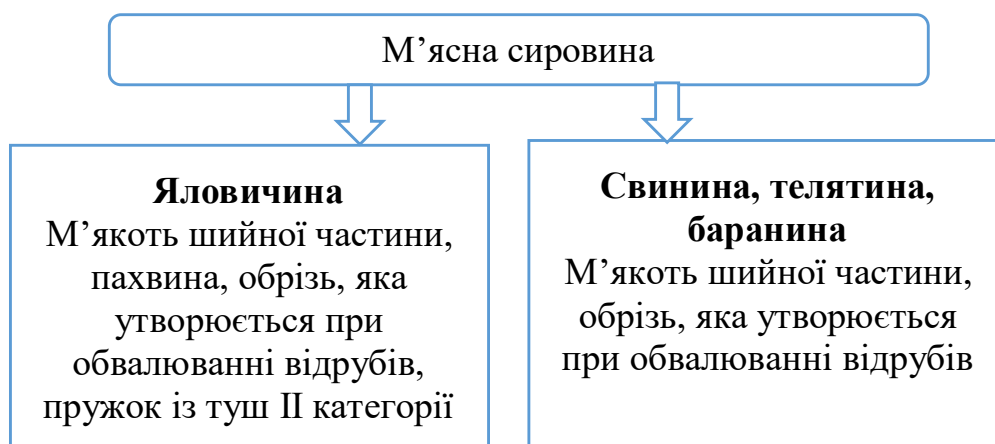 М’ясна сировина
Яловичина
М’якоть шийної частини,
пахвина, обрізь, яка
утворюється при
обвалюванні відрубів,
пружок із туш II категорії
Свинина, телятина,
баранина
М’якоть шийної частини,
обрізь, яка утворюється
при обвалюванні відрубів